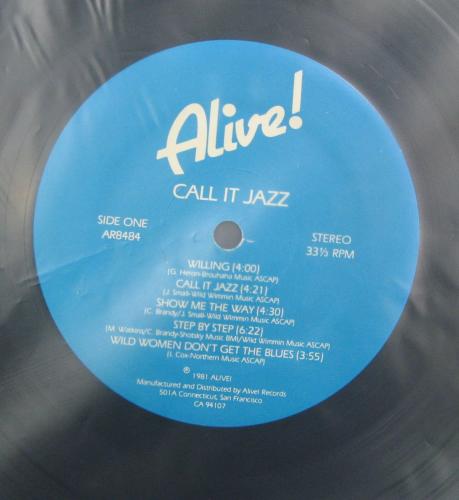 Alive!
CALL IT JAZZ
SIDE ONE
AR8484
STEREO
33⅓ RPM
WILLING (4:00)
(G. Heron-Brouhaha Music ASCAP)
CALL IT JAZZ (4:21)
(J. Small-Wild Wimmin Music ASCAP)
SHOW ME THE WAY (4:30)
(C. Brandy/J. Small-Wild Wimmin Music ASCAP)
STEP BY STEP (6:22)
(M. Watkins/C. Brandy-Shotsky Music BMI/Wild Wimmin Music ASCAP)
WILD WOMEN DON'T GET THE BLUES (3:55)
(I. Cox-Northern Music ASCAP)
℗ 1981 ALIVE!
Manufactured and Distributed by Alive! Records
501A Connecticut, San Francisco
CA 94107